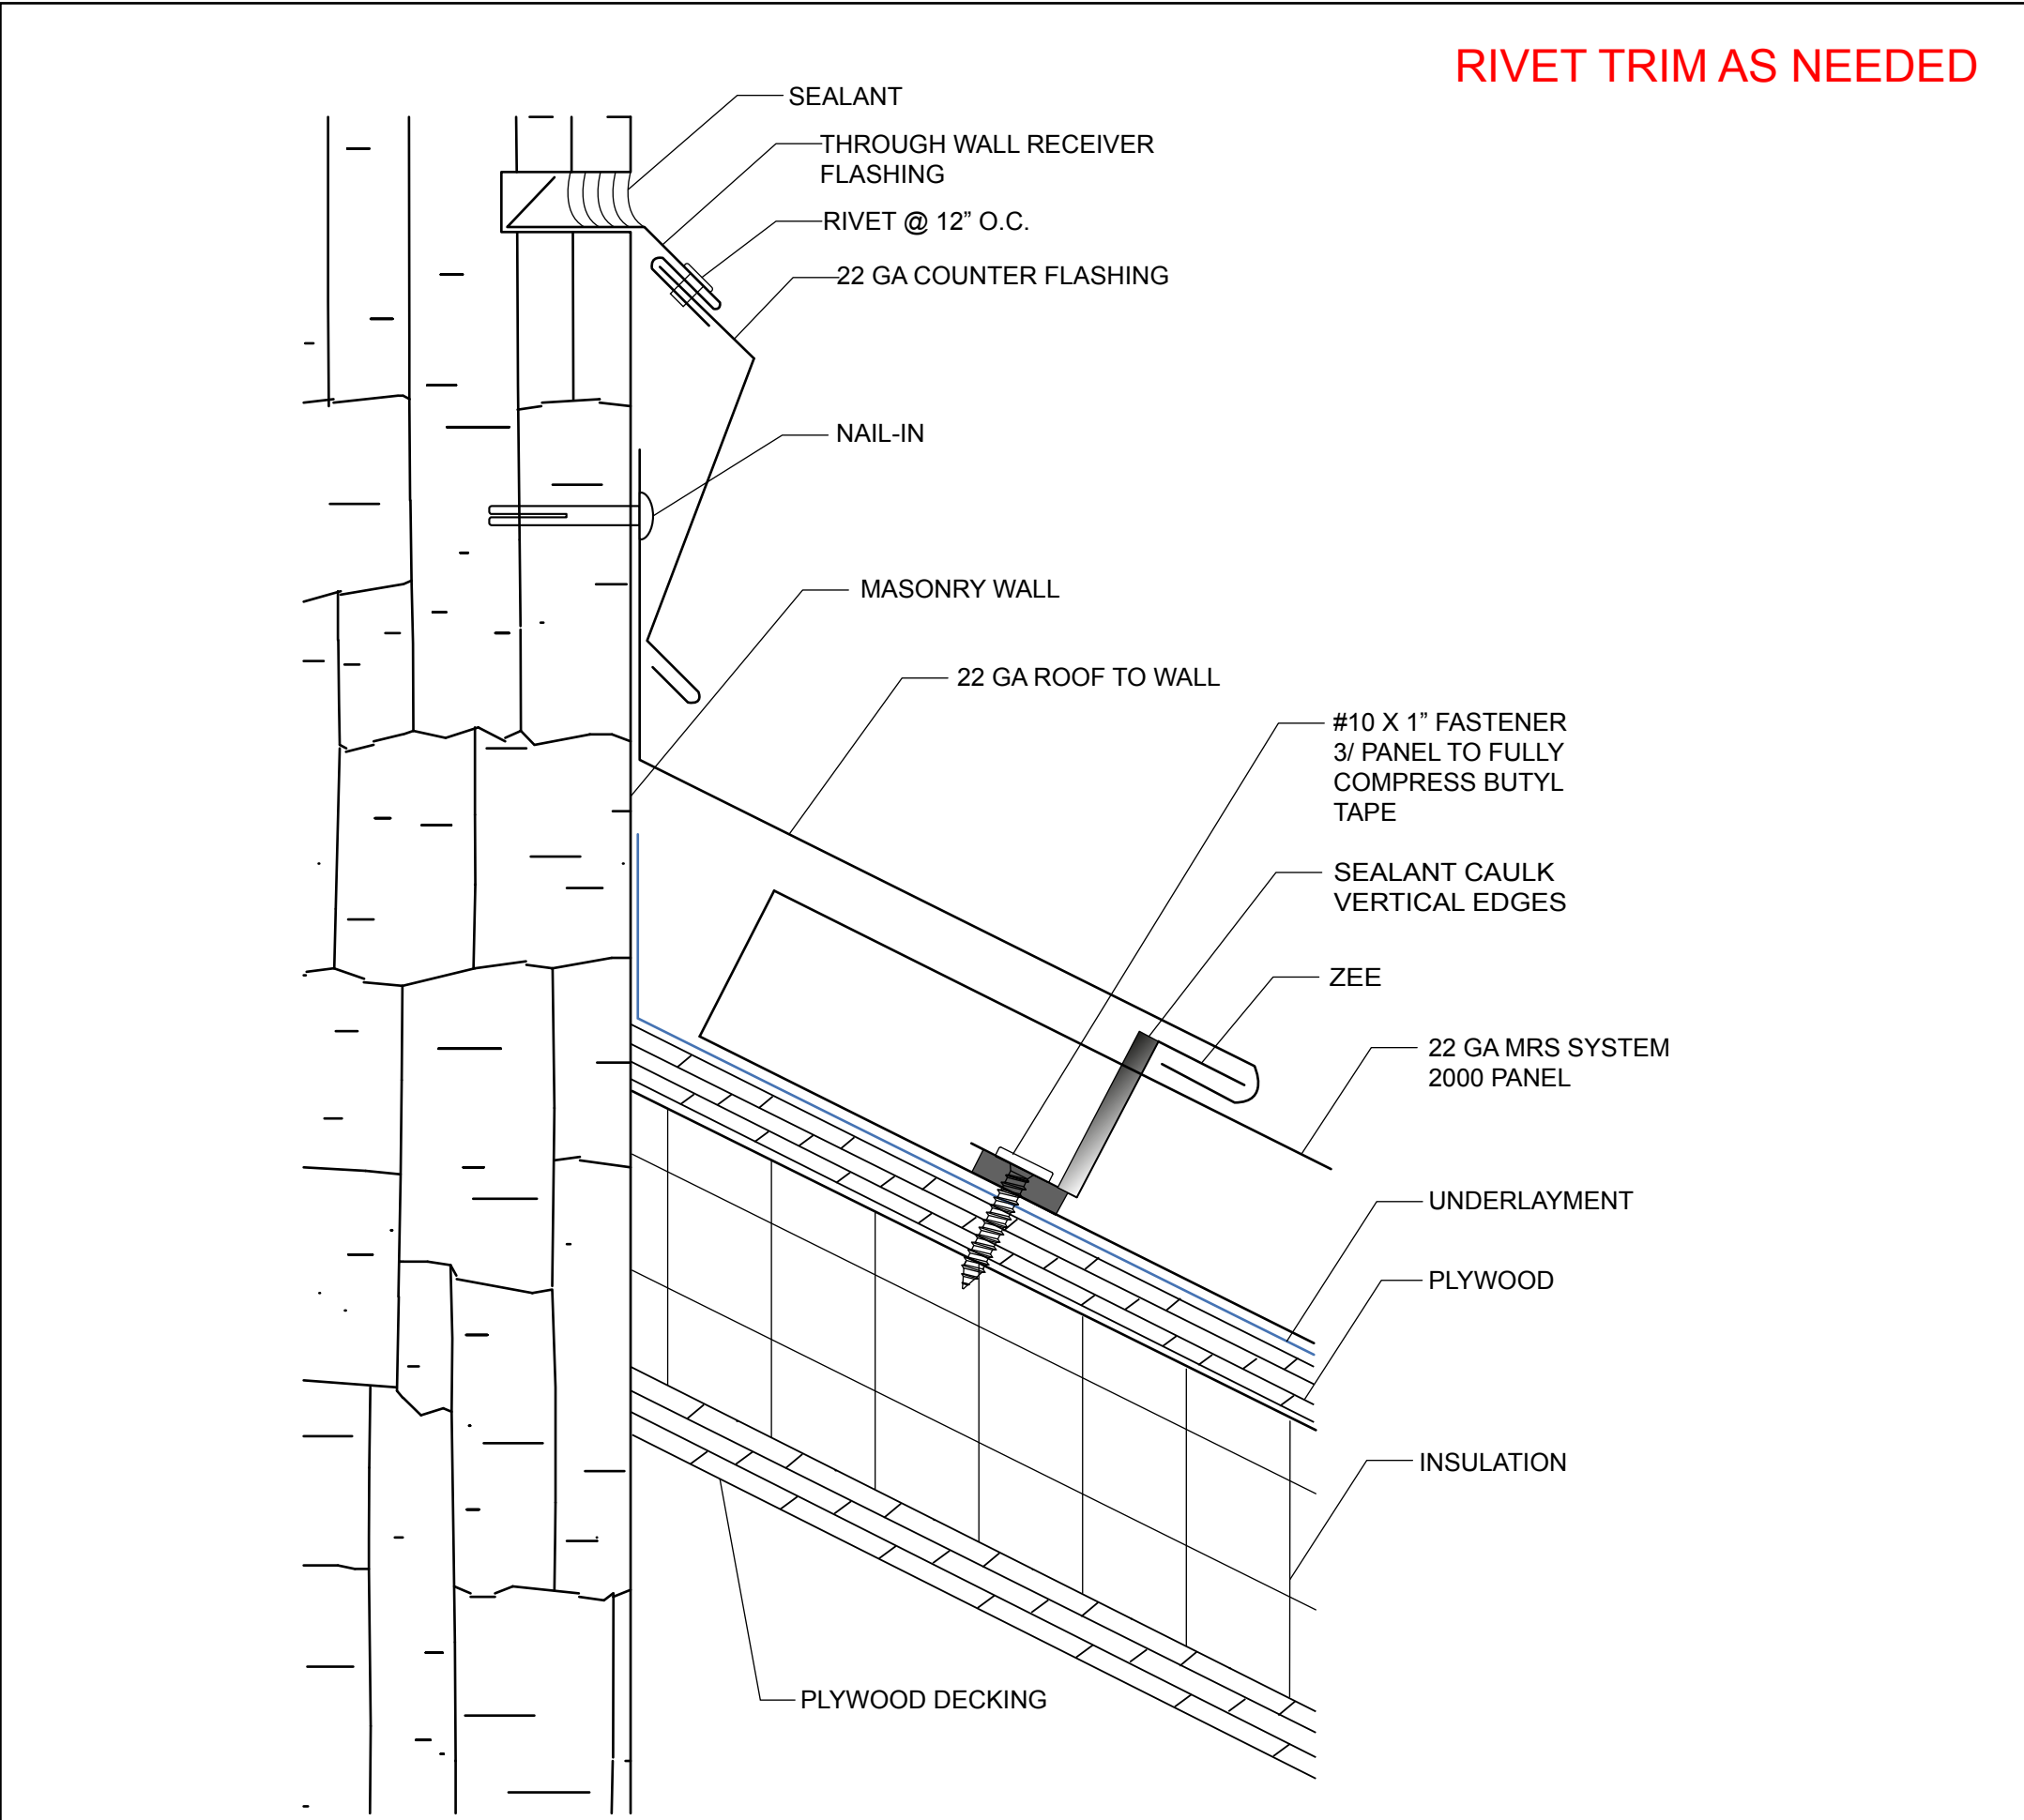 RIVET TRIM AS NEEDED
SEALANT
THROUGH WALL RECEIVER
FLASHING
RIVET @ 12” O.C.
22 GA COUNTER FLASHING
NAIL-IN
MASONRY WALL
22 GA ROOF TO WALL
#10 X 1” FASTENER
3/ PANEL TO FULLY
COMPRESS BUTYL
TAPE
SEALANT CAULK
VERTICAL EDGES
ZEE
22 GA MRS SYSTEM
2000 PANEL
UNDERLAYMENT
PLYWOOD
INSULATION
PLYWOOD DECKING